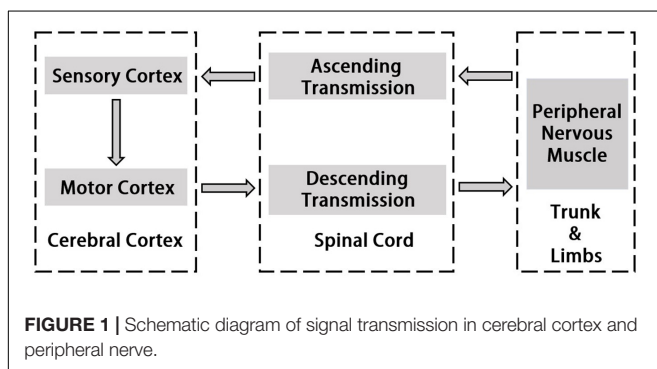 Sensory Cortex
Motor Cortex
Cerebral Cortex
Ascending
Transmission
Descending
Transmission
Spinal Cord
Peripheral
Nervous
Muscle
Trunk
&
Limbs
FIGURE 1 | Schematic diagram of signal transmission in cerebral cortex and
peripheral nerve.